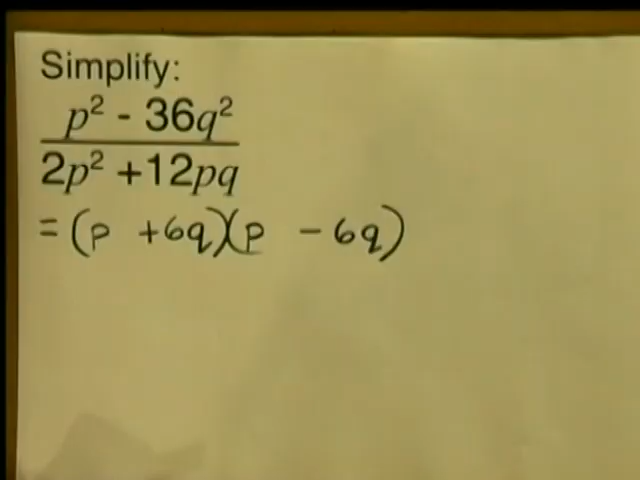 Simplify:
p² - 36q²
2p² +12pq
= (p +6q)(p - 6q)